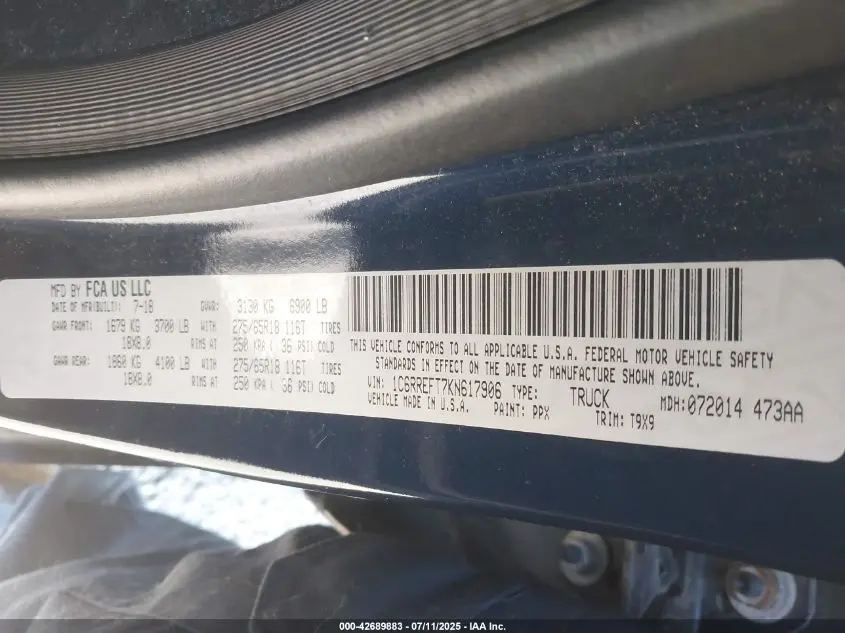 MFD BY FCA US LLC
DATE OF MFR(BUILT): 7-18 GVWR: 3130 KG 6900 LB
GAWR FRONT: 1679 KG 3700 LB WITH 275/65R18 116T TIRES
18X8.0 RIMS AT 250 KPA ( 36 PSI) COLD
GAWR REAR: 1860 KG 4100 LB WITH 275/65R18 116T TIRES
18X8.0 RIMS AT 250 KPA ( 36 PSI) COLD
THIS VEHICLE CONFORMS TO ALL APPLICABLE U.S.A. FEDERAL MOTOR VEHICLE SAFETY
STANDARDS IN EFFECT ON THE DATE OF MANUFACTURE SHOWN ABOVE.
VIN: 1C6RREFT7KN617906 TYPE: TRUCK MDH:072014 473AA
VEHICLE MADE IN U.S.A. PAINT: PPX TRIM: T9X9
000-42689883 - 07/11/2025 - IAA Inc.